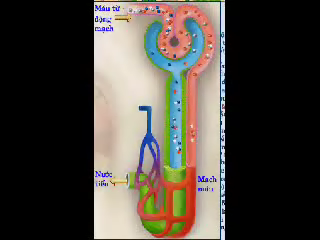 Máu từ
động
mạch
Nước
tiểu
Mạch
máu